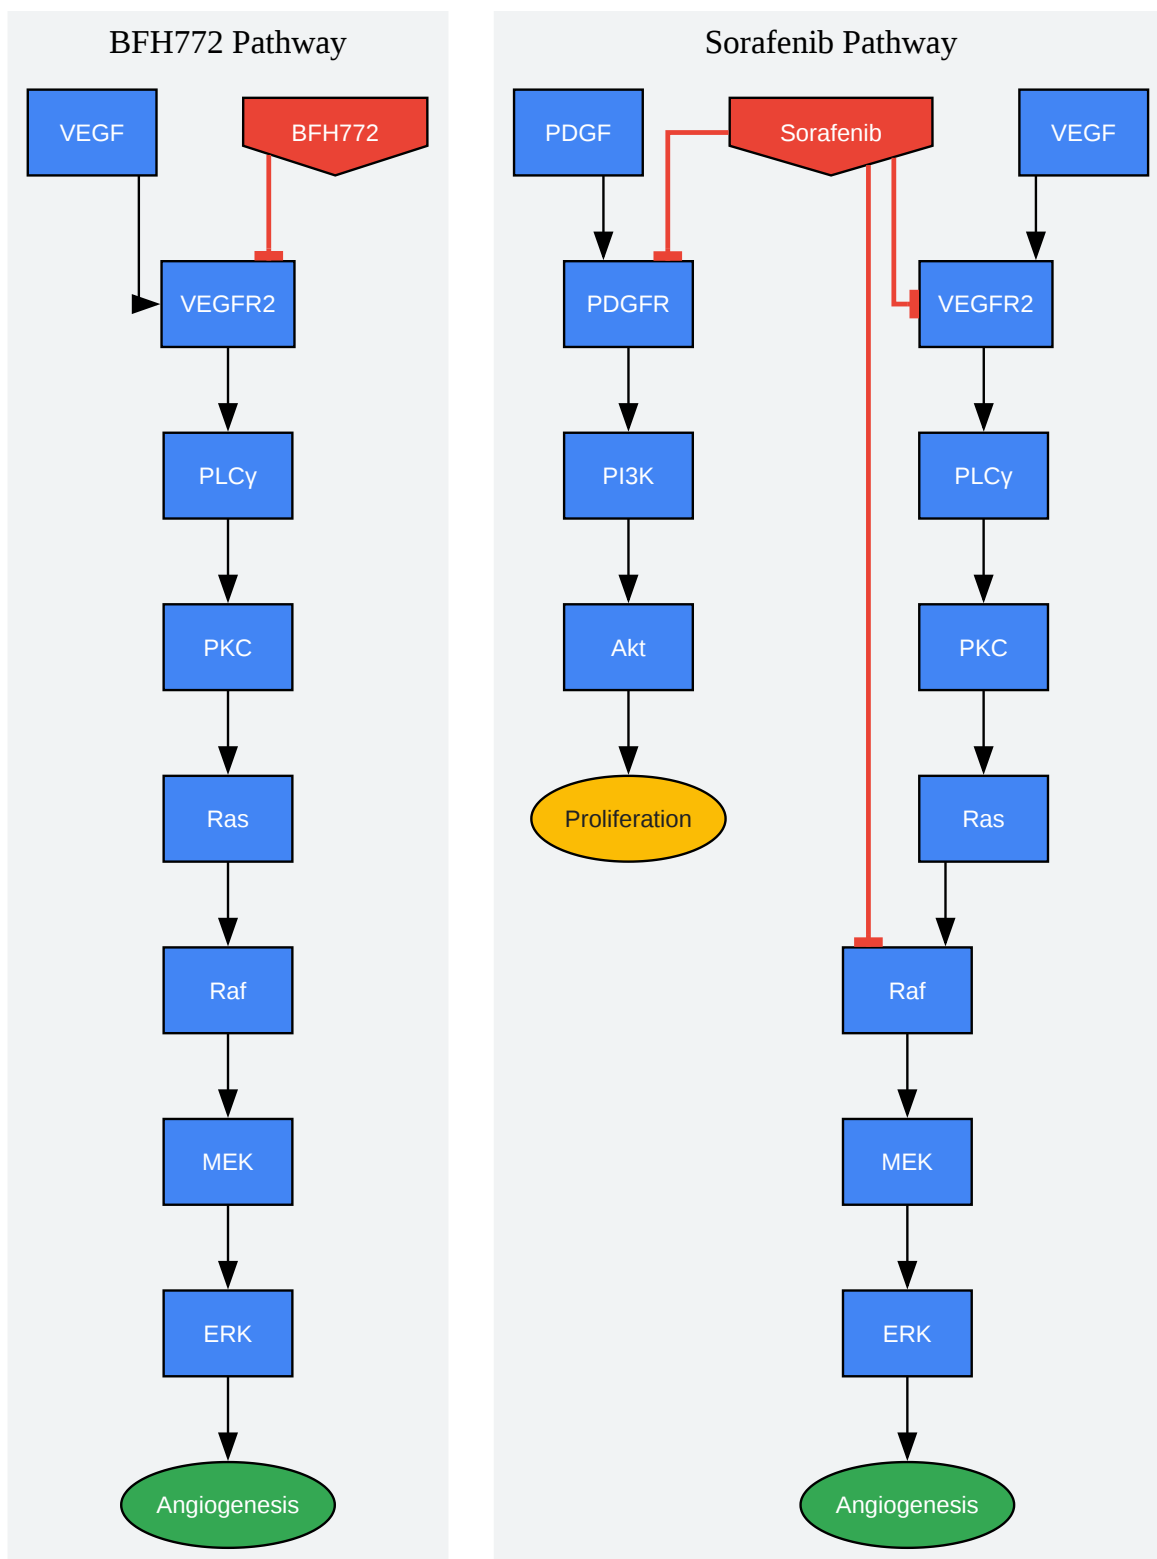 BFH772 Pathway
VEGF
BFH772
VEGFR2
PLCγ
PKC
Ras
Raf
MEK
ERK
Angiogenesis
Sorafenib Pathway
PDGF
Sorafenib
VEGF
PDGFR
VEGFR2
PI3K
PLCγ
Akt
PKC
Proliferation
Ras
Raf
MEK
ERK
Angiogenesis